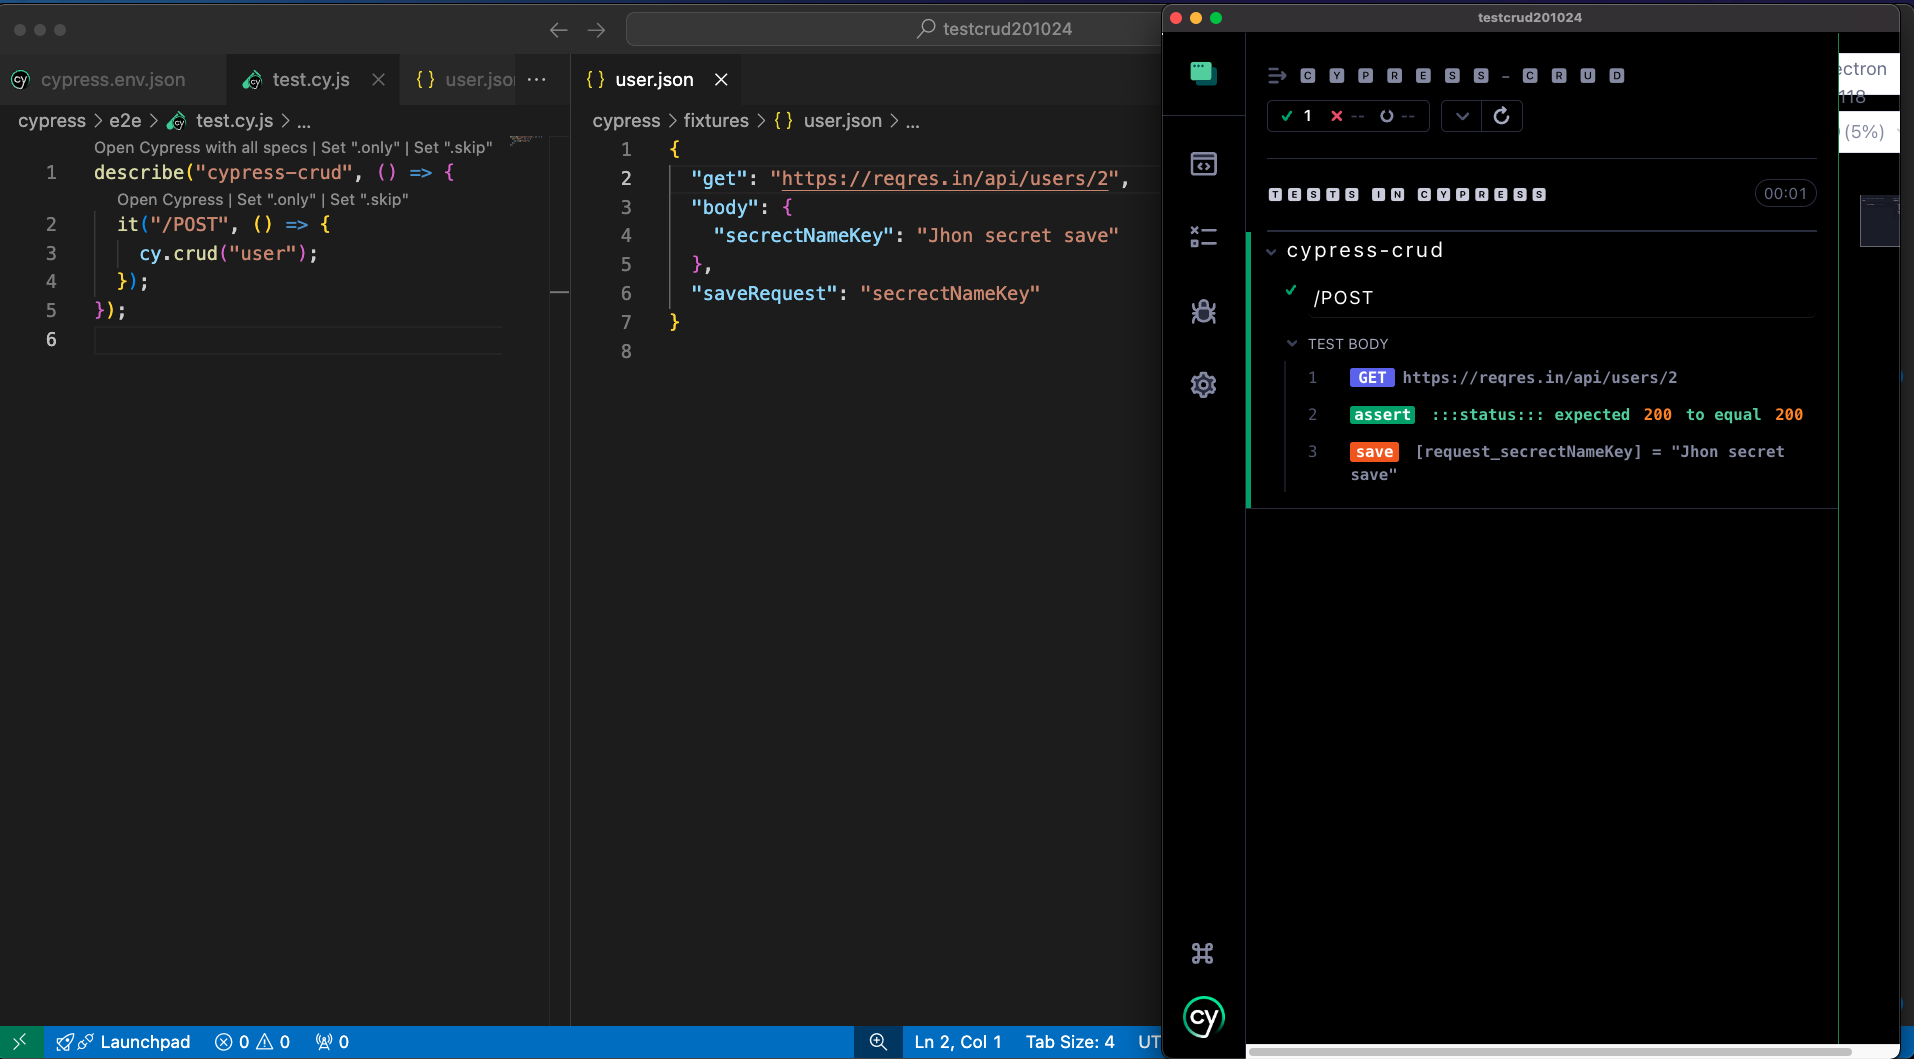 testcrud201024
cypress.env.json
test.cy.js
user.json
cypress > e2e > test.cy.js > ...
Open Cypress with all specs | Set ".only" | Set ".skip"
1 describe("cypress-crud", () => {
Open Cypress | Set ".only" | Set ".skip"
2 it("/POST", () => {
3 cy.crud("user");
4 });
5 });
6
user.json
cypress > fixtures > {} user.json > ...
1 {
2 "get": "https://reqres.in/api/users/2",
3 "body": {
4 "secrectNameKey": "Jhon secret save"
5 },
6 "saveRequest": "secrectNameKey"
7 }
8
testcrud201024
CYPRESS-CRUD
1 -- --
TESTS IN CYPRESS 00:01
cypress-crud
/POST
TEST BODY
1 GET https://reqres.in/api/users/2
2 assert :::status::: expected 200 to equal 200
3 save [request_secrectNameKey] = "Jhon secret
save"
cy
ectron
118
(5%)
Launchpad 0 0 0
Ln 2, Col 1 Tab Size: 4 UT